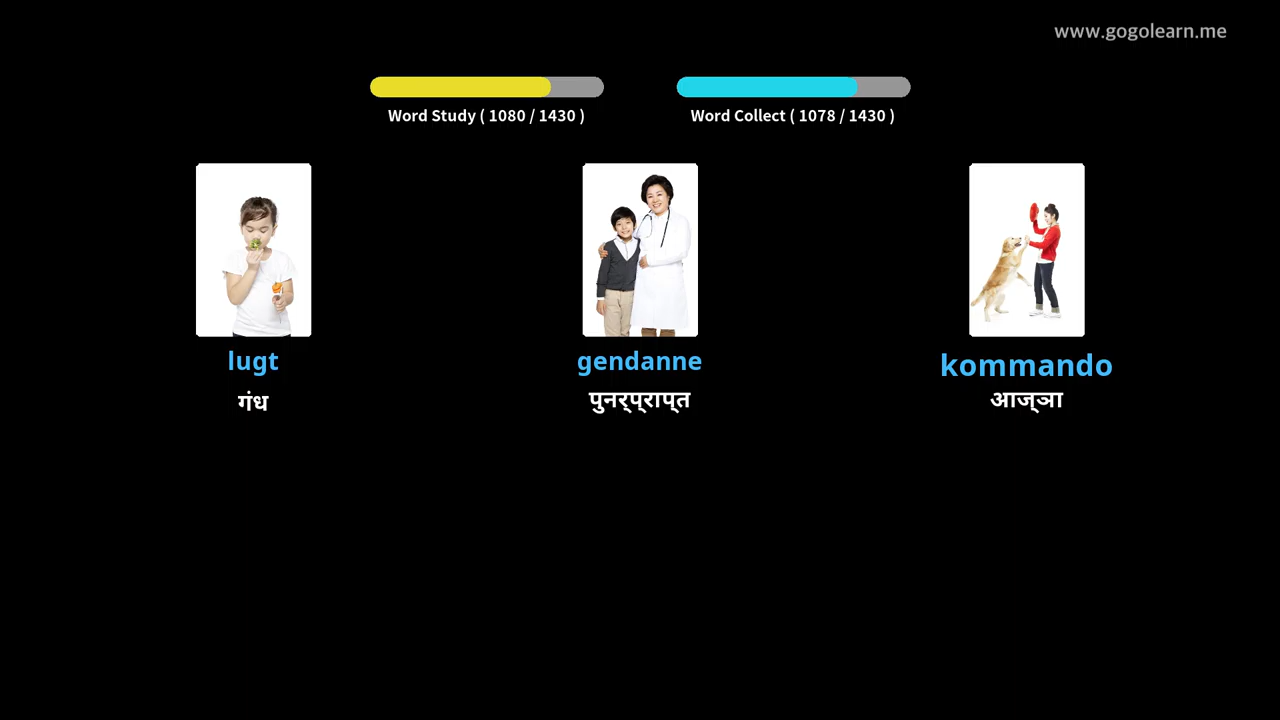 www.gogolearn.me
Word Study ( 1080 / 1430 )
Word Collect ( 1078 / 1430 )
lugt
gendanne
kommando
गंध
पुनर्प्राप्त
आज्ञा